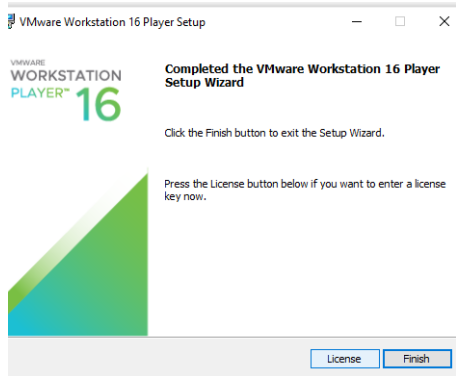 VMware Workstation 16 Player Setup
VMWARE
WORKSTATION
PLAYER™ 16
Completed the VMware Workstation 16 Player
Setup Wizard
Click the Finish button to exit the Setup Wizard.
Press the License button below if you want to enter a license
key now.
License
Finish